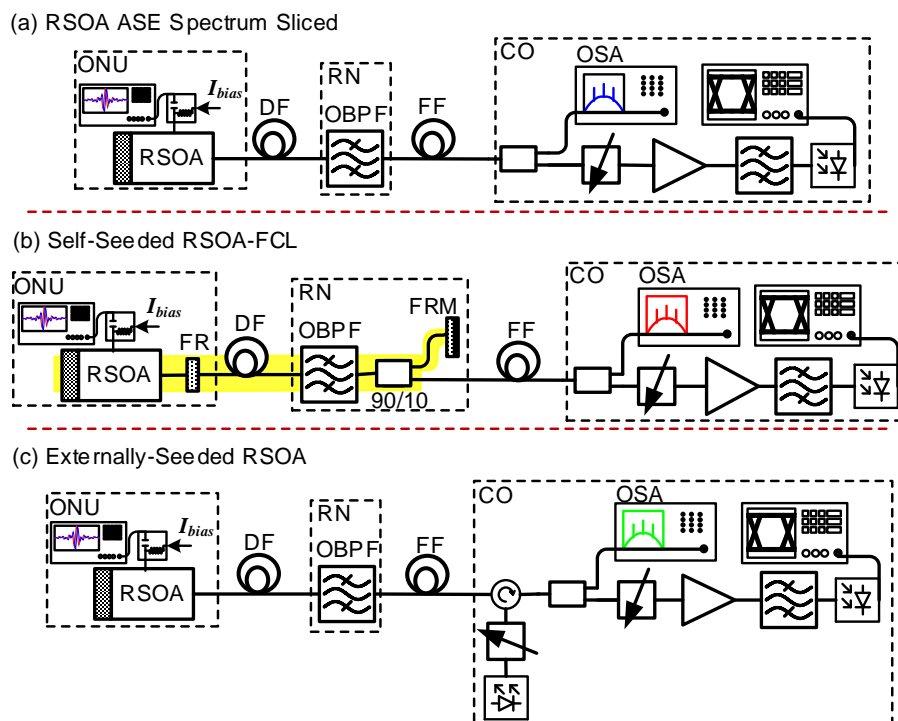 (a) RSOA ASE Spectrum Sliced
ONU
I_bias
RSOA
DF
RN
OBPF
FF
CO
OSA
(b) Self-Seeded RSOA-FCL
ONU
I_bias
RSOA
FR
DF
RN
OBPF
FRM
90/10
FF
CO
OSA
(c) Externally-Seeded RSOA
ONU
I_bias
RSOA
DF
RN
OBPF
FF
CO
OSA